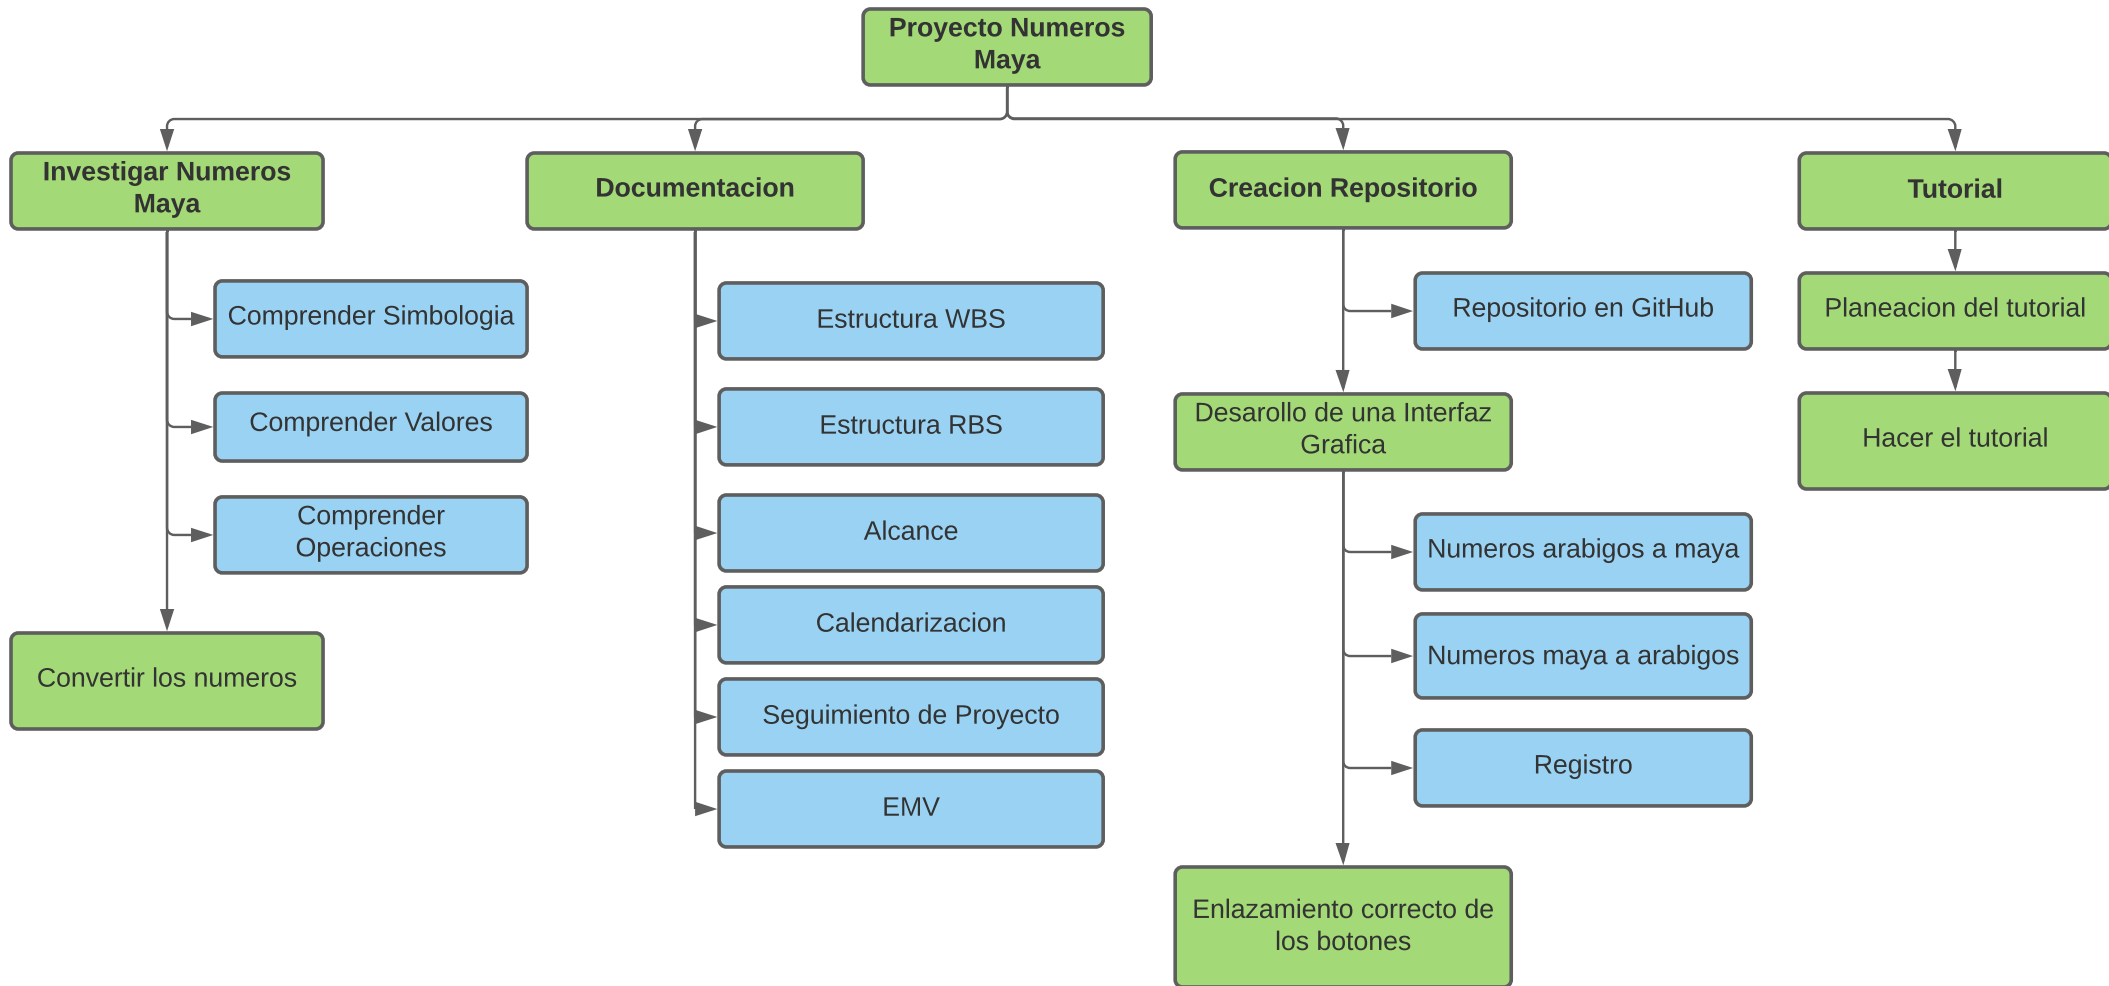 Proyecto Numeros
Maya
Investigar Numeros
Maya
Comprender Simbologia
Comprender Valores
Comprender
Operaciones
Convertir los numeros
Documentacion
Estructura WBS
Estructura RBS
Alcance
Calendarizacion
Seguimiento de Proyecto
EMV
Creacion Repositorio
Repositorio en GitHub
Desarollo de una Interfaz
Grafica
Numeros arabigos a maya
Numeros maya a arabigos
Registro
Enlazamiento correcto de
los botones
Tutorial
Planeacion del tutorial
Hacer el tutorial